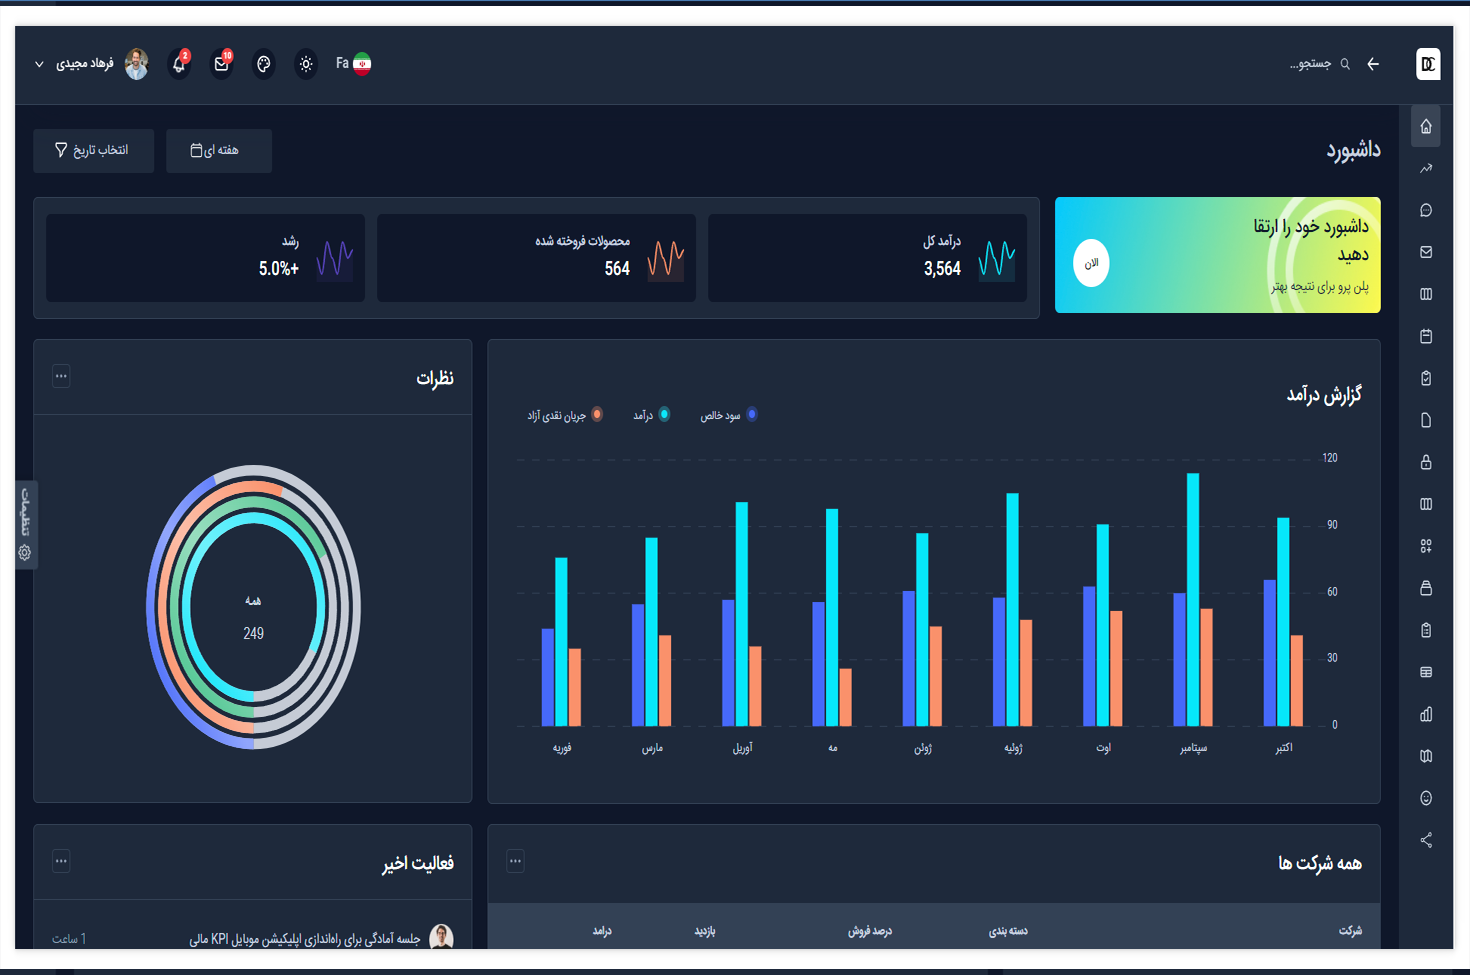 DC
جستجو...
Fa
10
2
فرهاد مجیدی
داشبورد
هفته ای
انتخاب تاریخ
داشبورد خود را ارتقا
دهید
پلن پرو برای نتیجه بهتر
الان
درآمد کل
3,564
محصولات فروخته شده
564
رشد
5.0%+
گزارش درآمد
سود خالص
درآمد
جریان نقدی آزاد
120
90
60
30
0
اکتبر
سپتامبر
اوت
ژوئیه
ژوئن
مه
آوریل
مارس
فوریه
نظرات
همه
249
تنظیمات
همه شرکت ها
شرکت
دسته بندی
درصد فروش
بازدید
درامد
فعالیت اخیر
جلسه آمادگی برای راه‌اندازی اپلیکیشن موبایل KPI مالی
1 ساعت